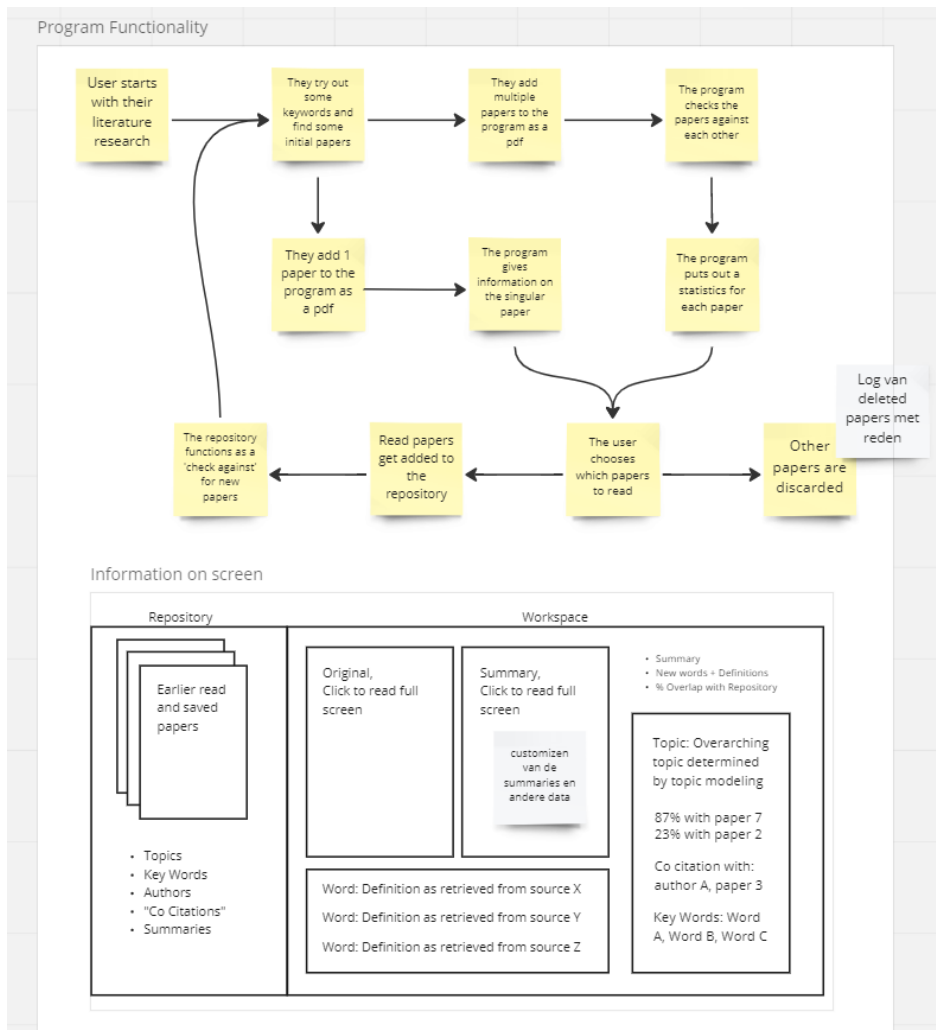 Program Functionality
User starts
with their
literature
research
They try out
some
keywords and
find some
initial papers
They add
multiple
papers to the
program as a
pdf
The program
checks the
papers against
each other
They add 1
paper to the
program as
a pdf
The program
gives
information on
the singular
paper
The program
puts out a
statistics for
each paper
Log van
deleted
papers met
reden
The repository
functions as a
'check against'
for new
papers
Read papers
get added to
the
repository
The user
chooses
which papers
to read
Other
papers are
discarded
Information on screen
Repository
Workspace
Earlier read
and saved
papers
• Topics
• Key Words
• Authors
• "Co Citations"
• Summaries
Original,
Click to read full
screen
Summary,
Click to read full
screen
customizen
van de
summaries en
andere data
• Summary
• New words + Definitions
• % Overlap with Repository
Topic: Overarching
topic determined
by topic modeling
87% with paper 7
23% with paper 2
Co citation with:
author A, paper 3
Key Words: Word
A, Word B, Word C
Word: Definition as retrieved from source X
Word: Definition as retrieved from source Y
Word: Definition as retrieved from source Z